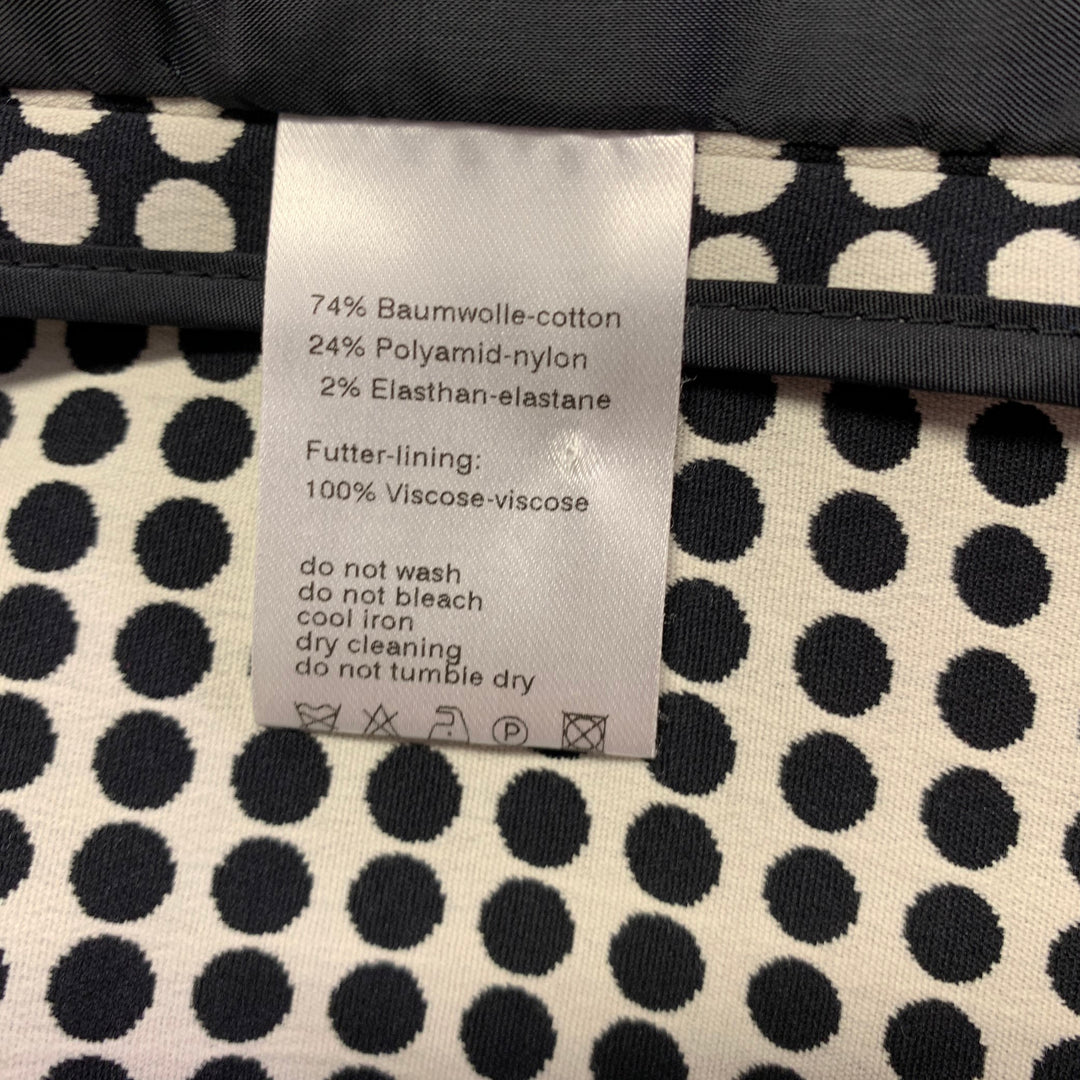 74% Baumwolle-cotton
24% Polyamid-nylon
2% Elasthan-elastane
Futter-lining:
100% Viscose-viscose
do not wash
do not bleach
cool iron
dry cleaning
do not tumble dry
P